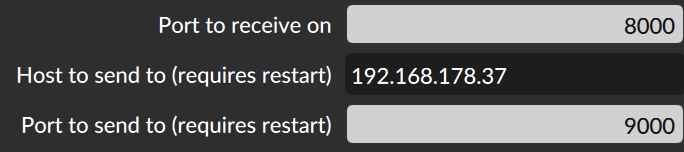 Port to receive on 8000
Host to send to (requires restart) 192.168.178.37
Port to send to (requires restart) 9000